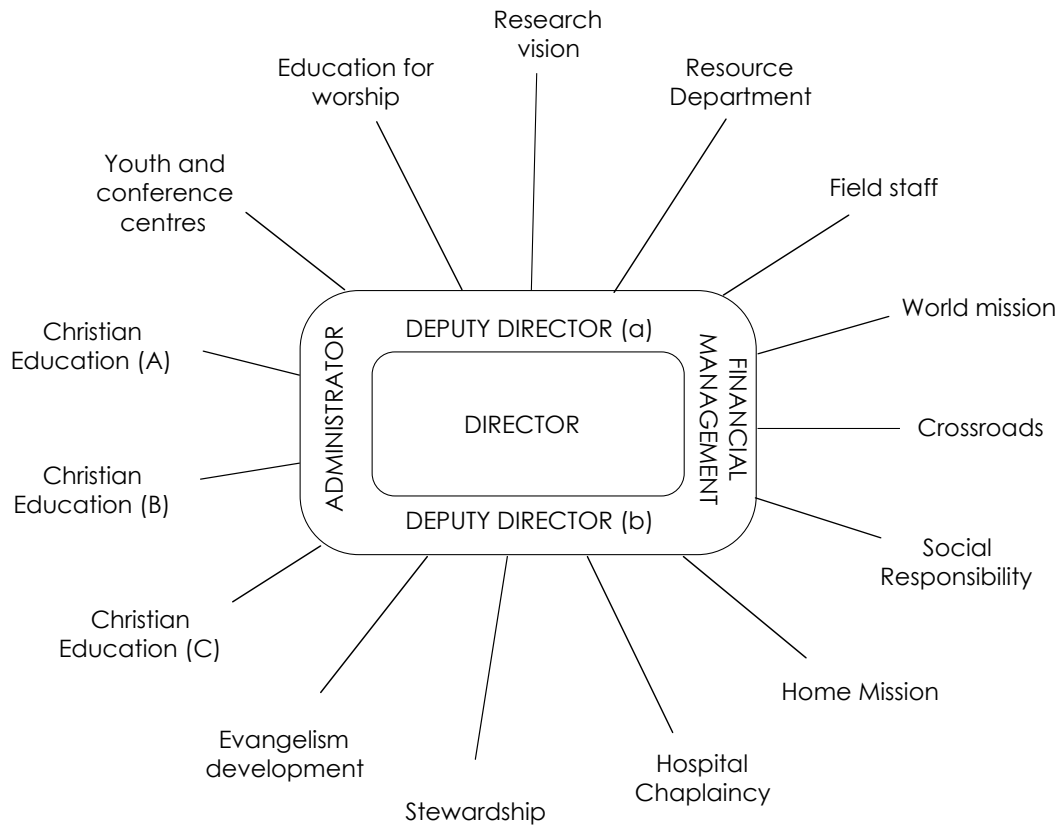 Research
vision
Education for
worship
Resource
Department
Youth and
conference
centres
Field staff
World mission
Christian
Education (A)
DEPUTY DIRECTOR (a)
ADMINISTRATOR
FINANCIAL
MANAGEMENT
DIRECTOR
Crossroads
Christian
Education (B)
DEPUTY DIRECTOR (b)
Social
Responsibility
Christian
Education (C)
Home Mission
Evangelism
development
Hospital
Chaplaincy
Stewardship